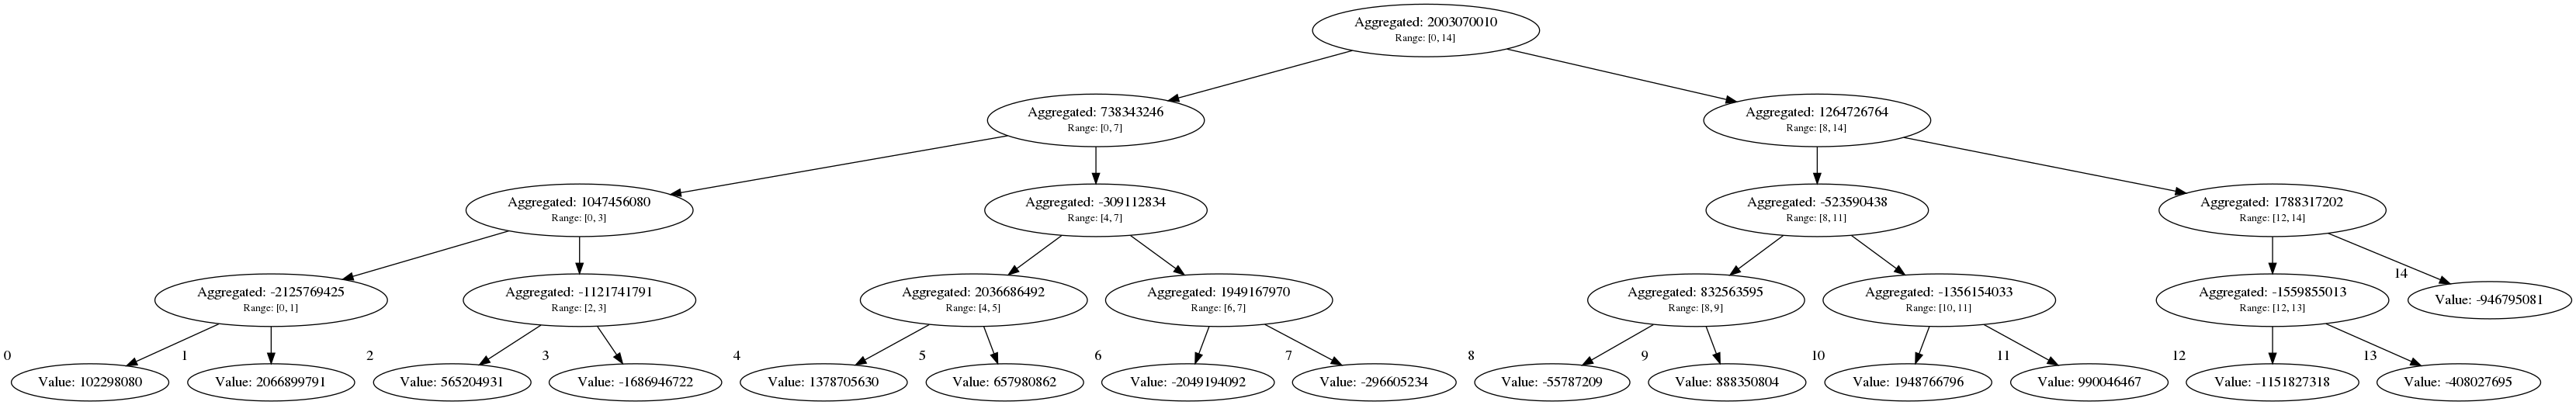 Aggregated: 2003070010
Range: [0, 14]
Aggregated: 738343246
Range: [0, 7]
Aggregated: 1264726764
Range: [8, 14]
Aggregated: 1047456080
Range: [0, 3]
Aggregated: -309112834
Range: [4, 7]
Aggregated: -523590438
Range: [8, 11]
Aggregated: 1788317202
Range: [12, 14]
Aggregated: -2125769425
Range: [0, 1]
Aggregated: -1121741791
Range: [2, 3]
Aggregated: 2036686492
Range: [4, 5]
Aggregated: 1949167970
Range: [6, 7]
Aggregated: 832563595
Range: [8, 9]
Aggregated: -1356154033
Range: [10, 11]
Aggregated: -1559855013
Range: [12, 13]
14
Value: -946795081
0
Value: 102298080
1
Value: 2066899791
2
Value: 565204931
3
Value: -1686946722
4
Value: 1378705630
5
Value: 657980862
6
Value: -2049194092
7
Value: -296605234
8
Value: -55787209
9
Value: 888350804
10
Value: 1948766796
11
Value: 990046467
12
Value: -1151827318
13
Value: -408027695